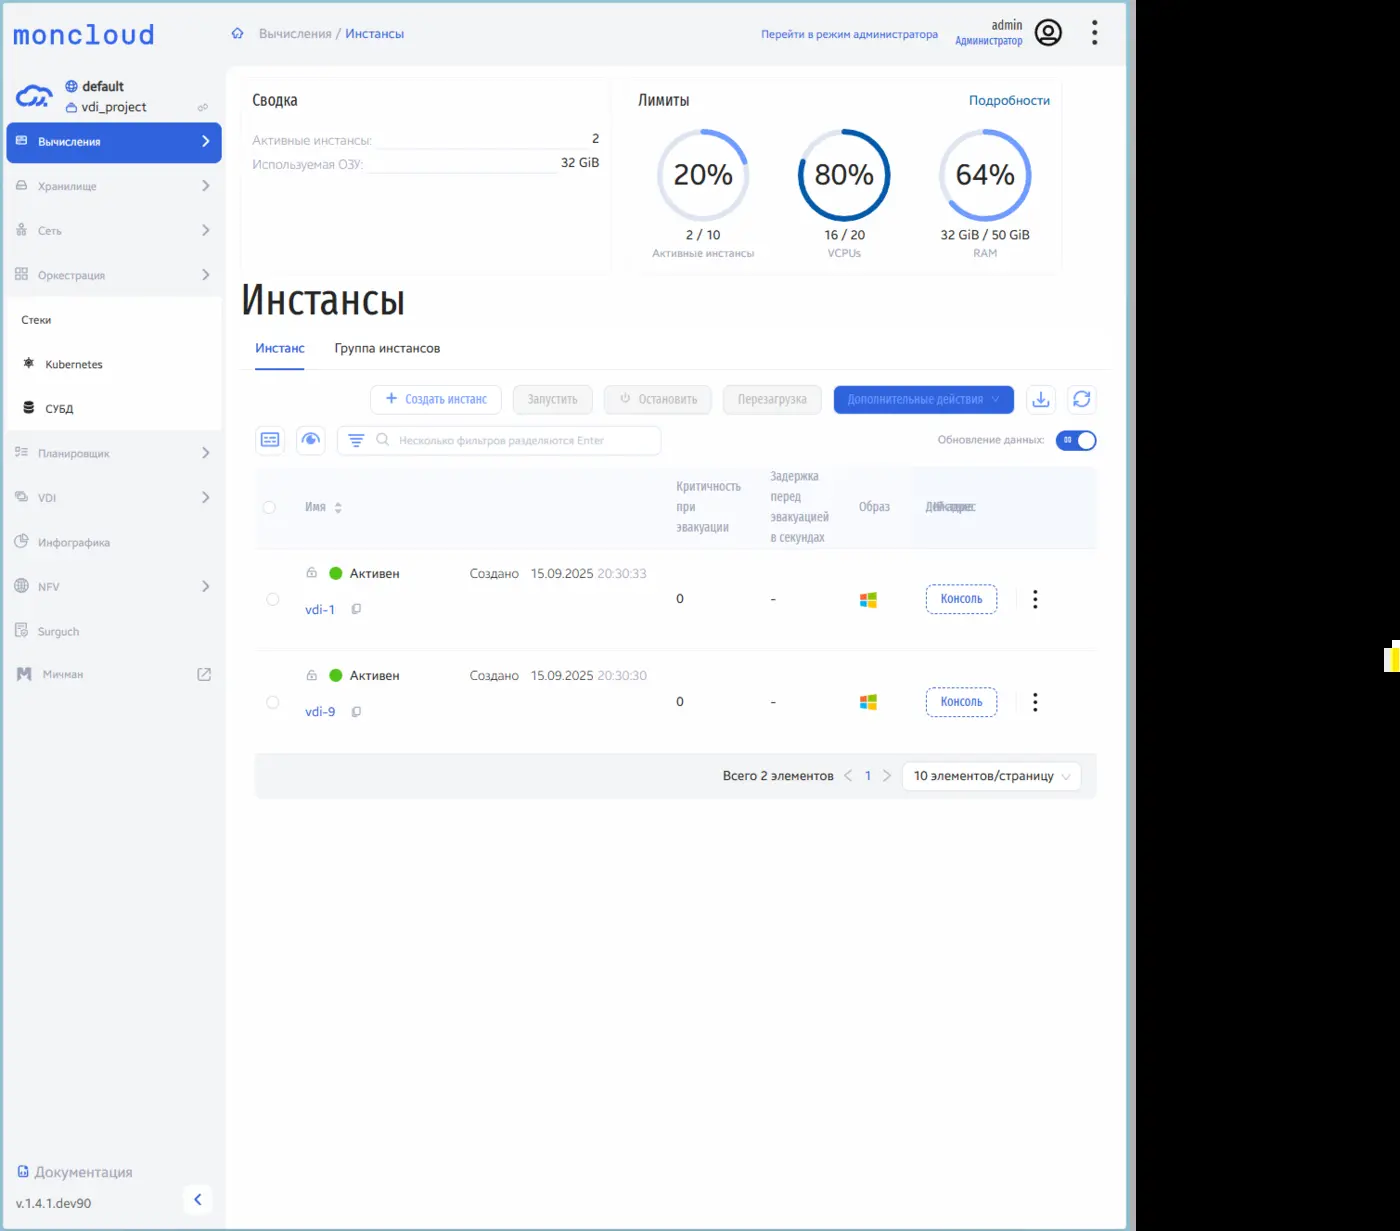 moncloud
Вычисления / Инстансы
Перейти в режим администратора
admin
Администратор
default
vdi_project
Вычисления
Хранилище
Сеть
Оркестрация
Стеки
Kubernetes
СУБД
Планировщик
VDI
Инфографика
NFV
Surguch
Мичман
Документация
v.1.4.1.dev90
Сводка
Активные инстансы: 2
Используемая ОЗУ: 32 GiB
Лимиты
Подробности
20% 80% 64%
2 / 10 16 / 20 32 GiB / 50 GiB
Активные инстансы VCPUs RAM
Инстансы
Инстанс Группа инстансов
Создать инстанс Запустить Остановить Перезагрузка Дополнительные действия
Несколько фильтров разделяются Enter
Обновление данных:
Имя
Критичность
при
эвакуации
Задержка
перед
эвакуацией
в секундах
Образ
Активен Создано 15.09.2025 20:30:33
vdi-1
0 - Консоль
Активен Создано 15.09.2025 20:30:30
vdi-9
0 - Консоль
Всего 2 элементов 1 10 элементов/страницу